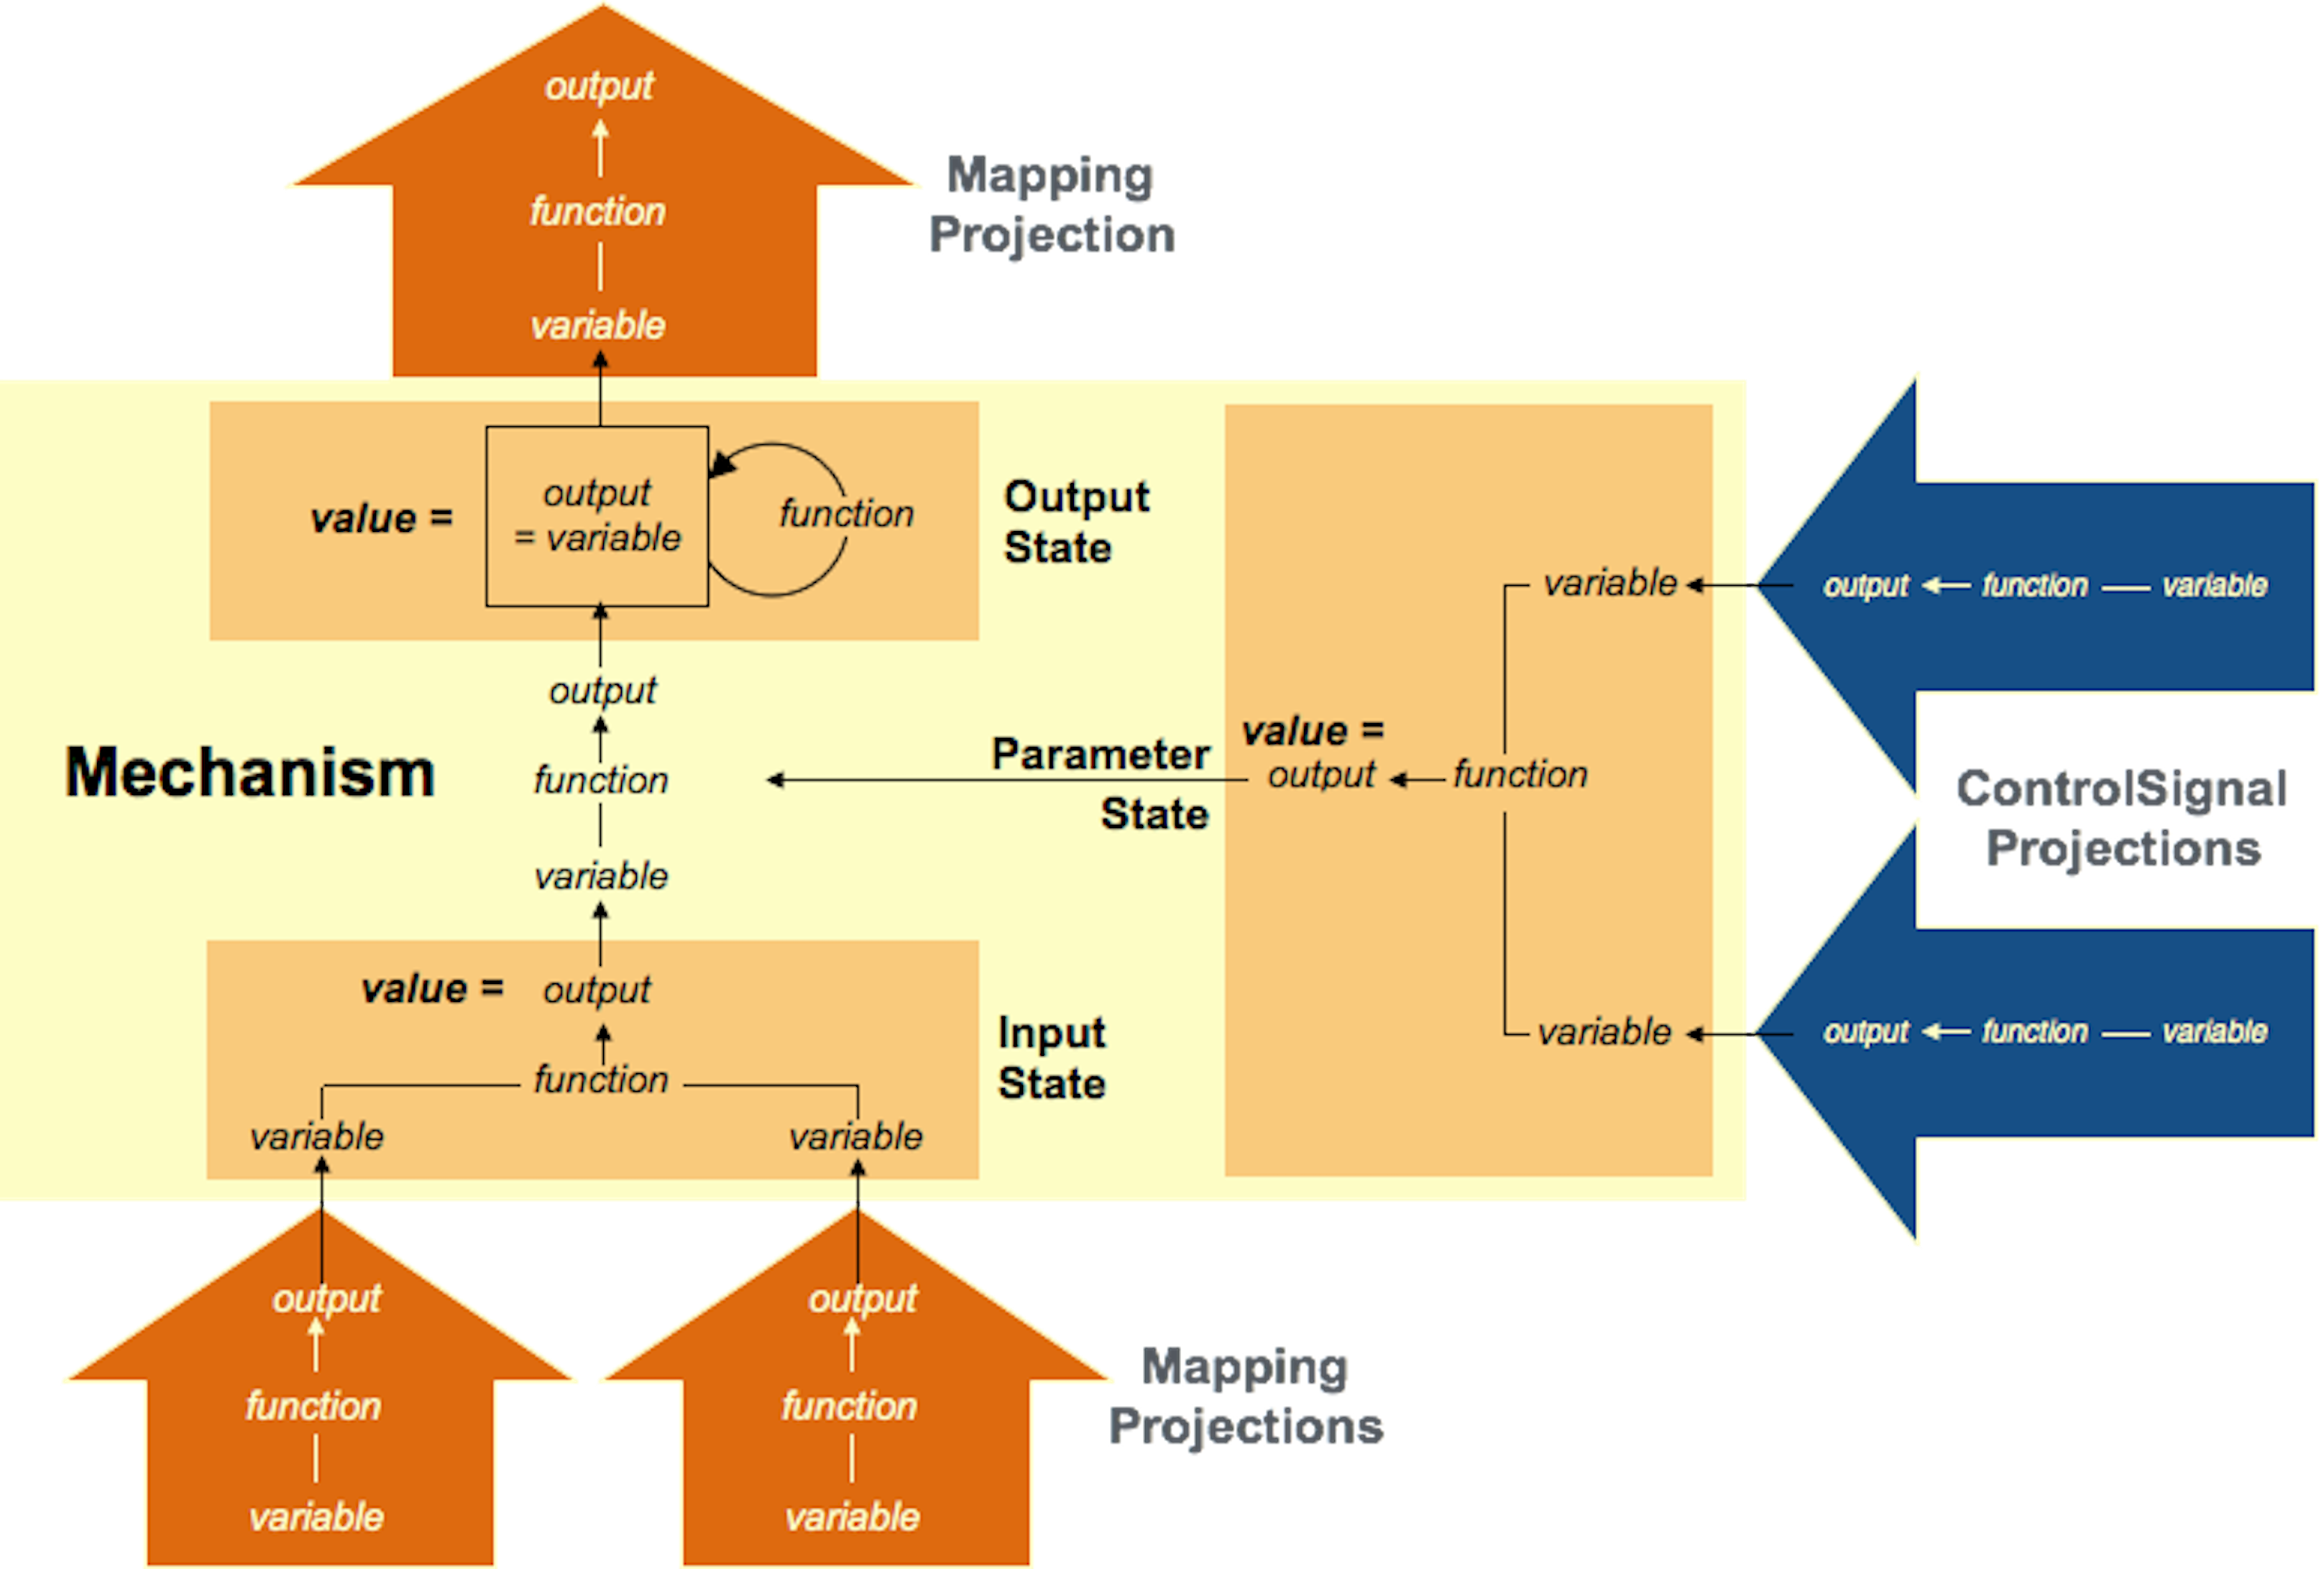 output
function
variable
Mapping
Projection
value =
output
= variable
function
Output
State
output
function
variable
Mechanism
Parameter
State
value =
output
function
variable
variable
output
function
variable
output
function
variable
ControlSignal
Projections
value =
output
function
variable
variable
Input
State
output
function
variable
output
function
variable
Mapping
Projections